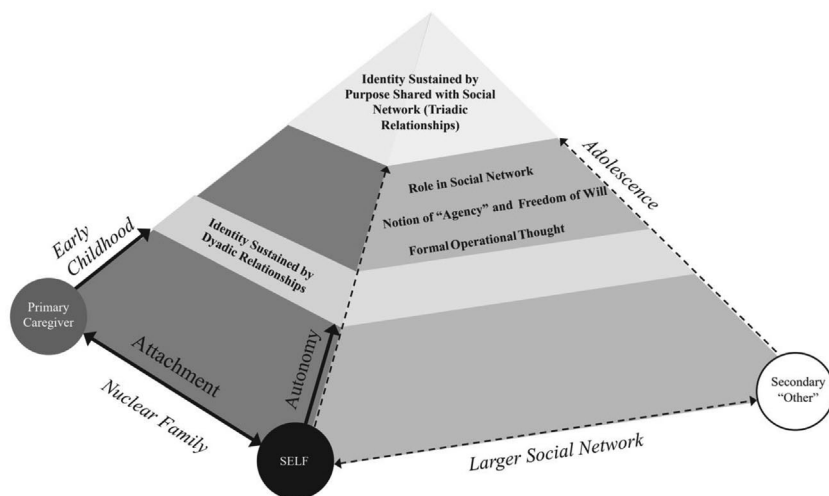 Identity Sustained by
Purpose Shared with Social
Network (Triadic
Relationships)
Adolescence
Role in Social Network
Notion of “Agency” and Freedom of Will
Formal Operational Thought
Early
Childhood
Identity Sustained by
Dyadic Relationships
Primary
Caregiver
Attachment
Autonomy
Nuclear Family
SELF
Larger Social Network
Secondary
“Other”